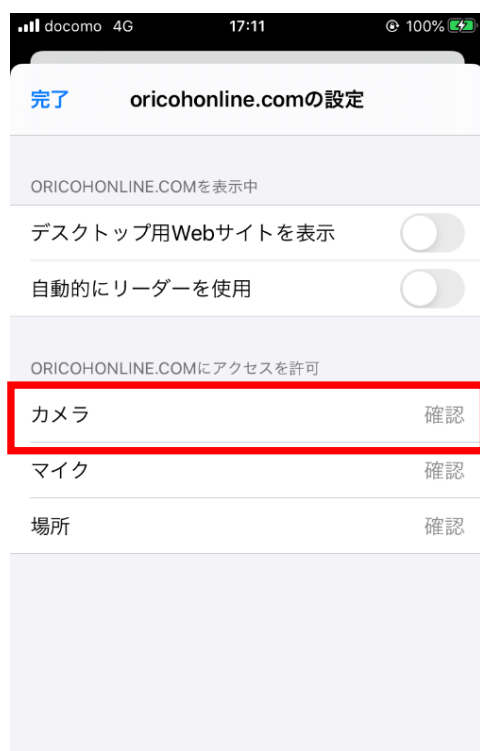 docomo 4G 17:11 100%
完了 oricohonline.comの設定
ORICOHONLINE.COMを表示中
デスクトップ用Webサイトを表示
自動的にリーダーを使用
ORICOHONLINE.COMにアクセスを許可
カメラ 確認
マイク 確認
場所 確認